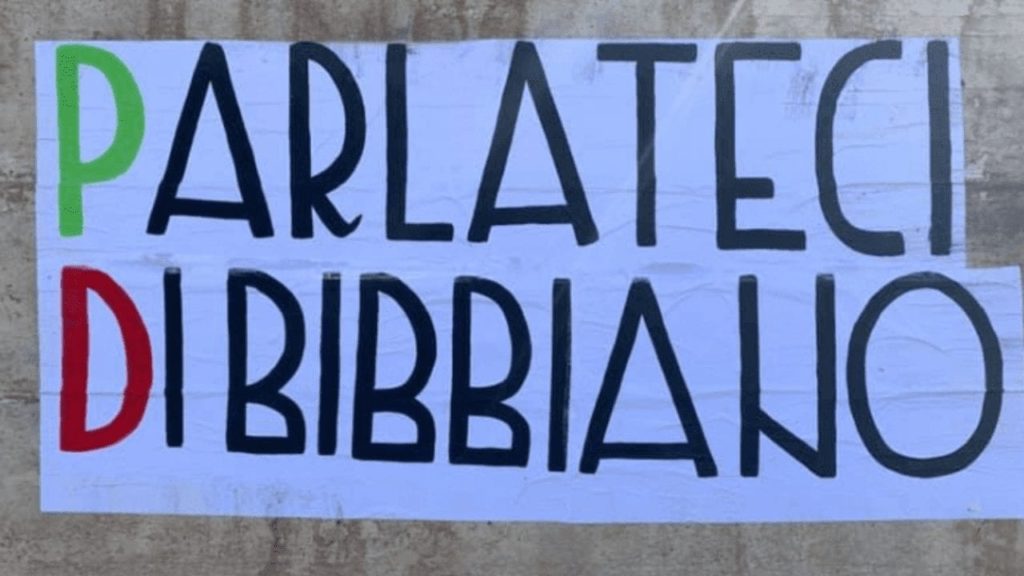 PARLATECI
DI BIBBIANO